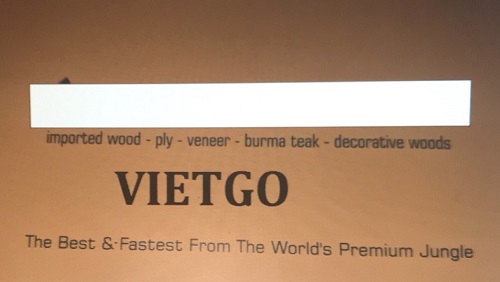 imported wood - ply - veneer - burma teak - decorative woods
VIETGO
The Best & Fastest From The World's Premium Jungle